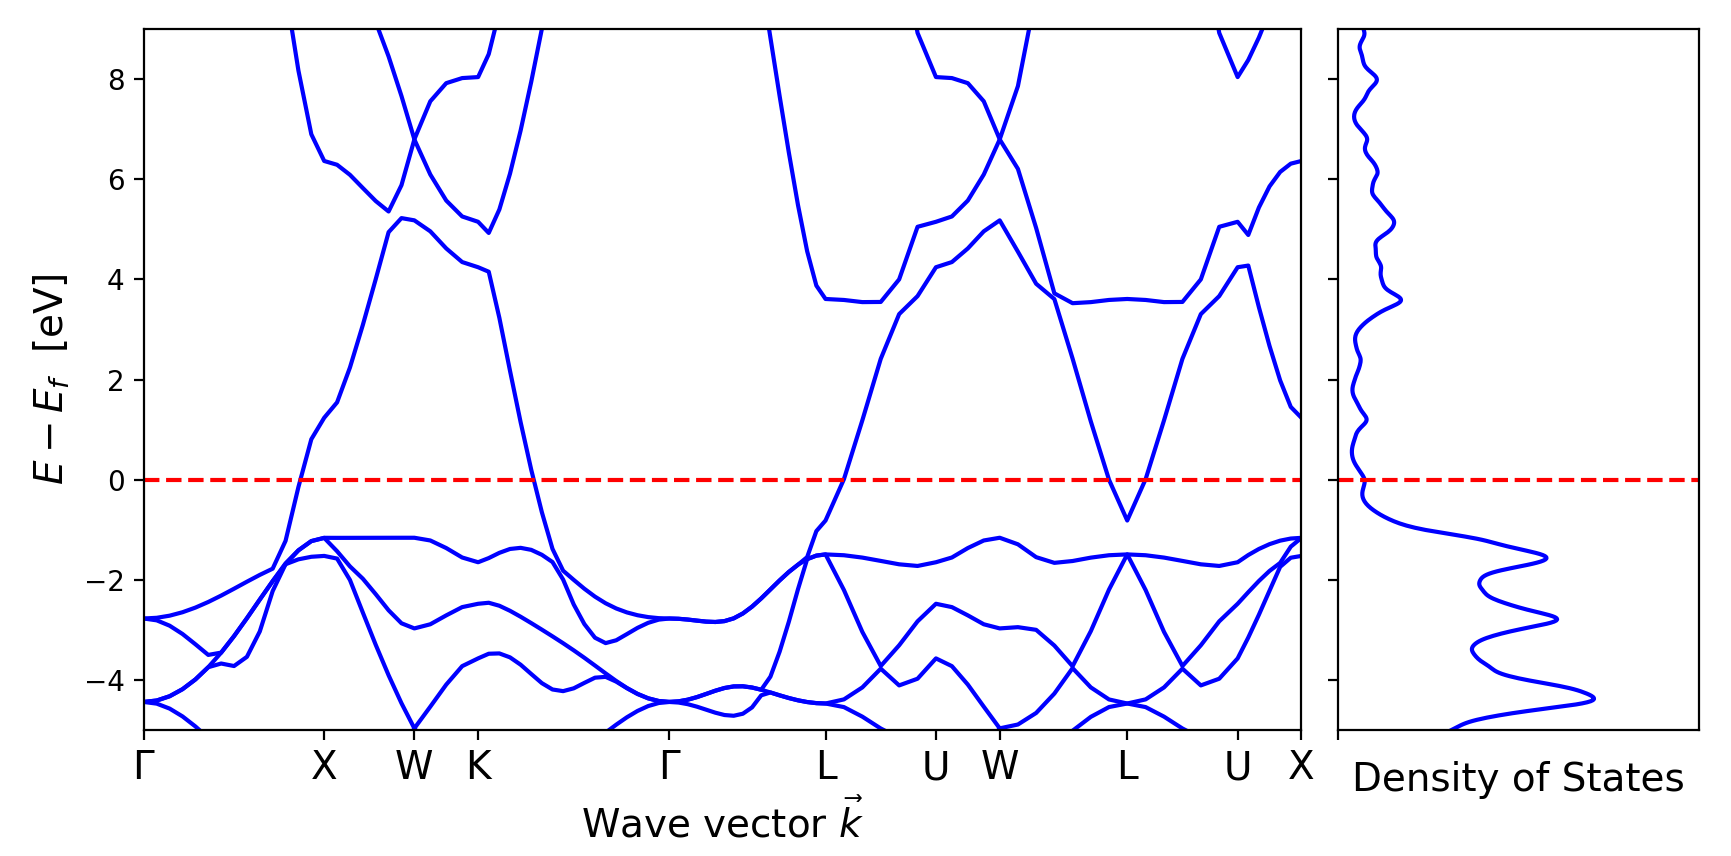 E − E_f [eV]
8
6
4
2
0
−2
−4
Γ X W K Γ L U W L U X
Wave vector k⃗
Density of States